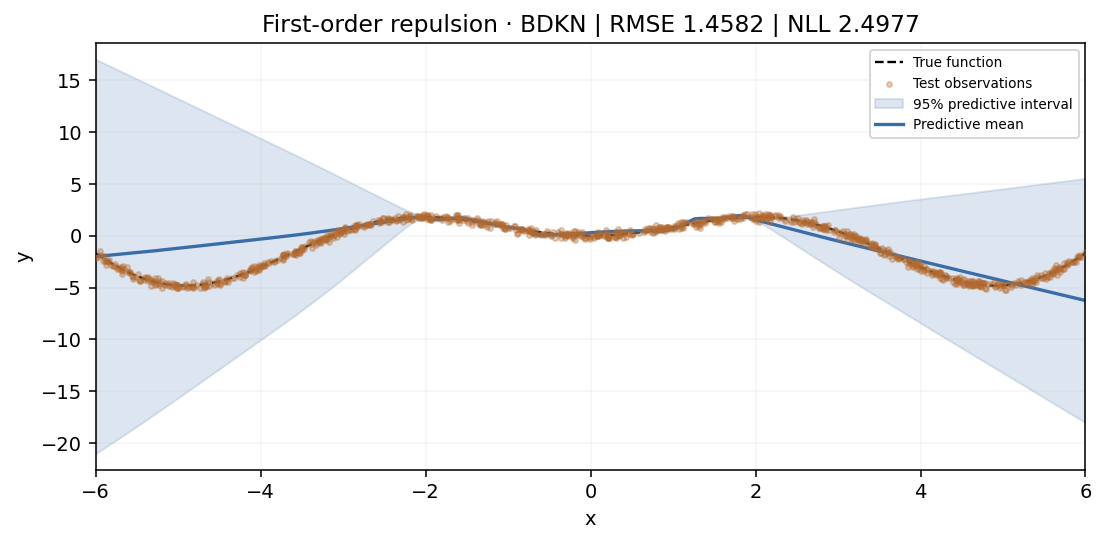 First-order repulsion · BDKN | RMSE 1.4582 | NLL 2.4977
True function
Test observations
95% predictive interval
Predictive mean
15
10
5
0
−5
−10
−15
−20
y
−6
−4
−2
0
2
4
6
x